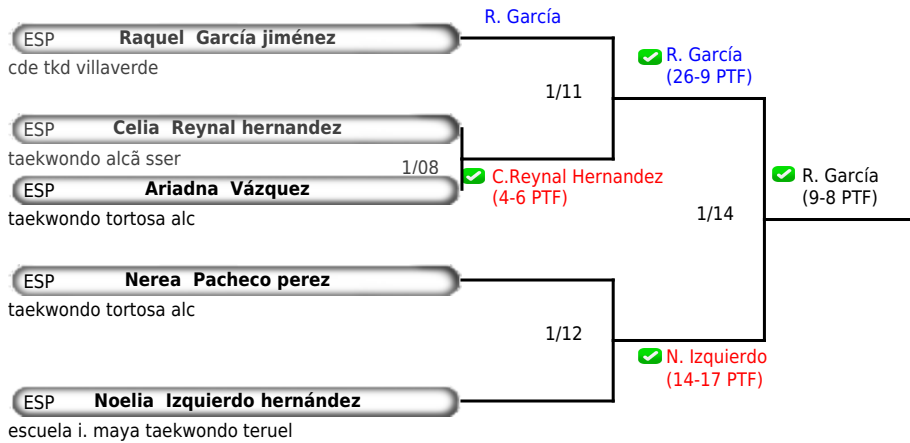 R. García
ESP Raquel García jiménez
cde tkd villaverde
R. García
(26-9 PTF)
1/11
ESP Celia Reynal hernandez
taekwondo alcã sser
1/08
C.Reynal Hernandez
(4-6 PTF)
ESP Ariadna Vázquez
taekwondo tortosa alc
R. García
(9-8 PTF)
1/14
ESP Nerea Pacheco perez
taekwondo tortosa alc
1/12
N. Izquierdo
(14-17 PTF)
ESP Noelia Izquierdo hernández
escuela i. maya taekwondo teruel